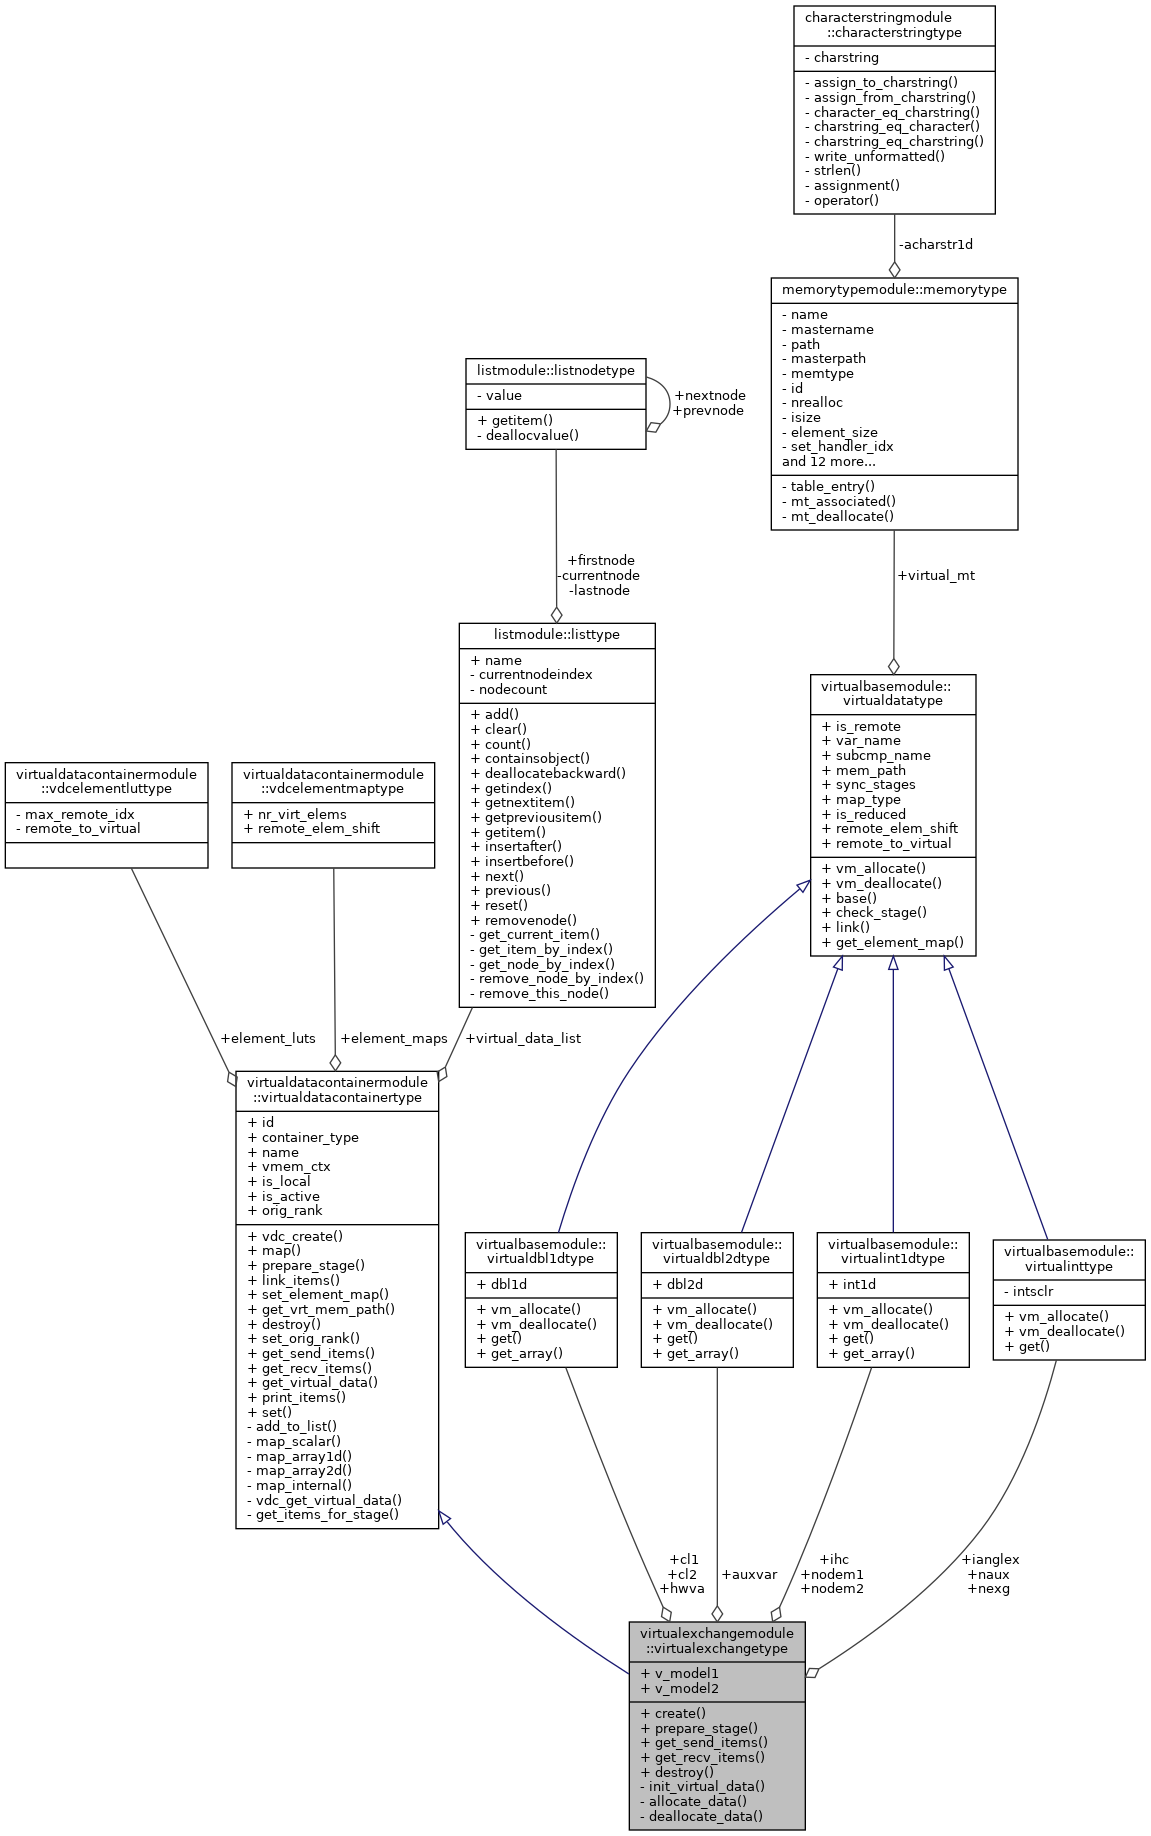 characterstringmodule
::characterstringtype
- charstring
- assign_to_charstring()
- assign_from_charstring()
- character_eq_charstring()
- charstring_eq_character()
- charstring_eq_charstring()
- write_unformatted()
- strlen()
- assignment()
- operator()
-acharstr1d
memorytypemodule::memorytype
- name
- mastername
- path
- masterpath
- memtype
- id
- nrealloc
- isize
- element_size
- set_handler_idx
and 12 more...
- table_entry()
- mt_associated()
- mt_deallocate()
+virtual_mt
listmodule::listnodetype
- value
+ getitem()
- deallocvalue()
+nextnode
+prevnode
+firstnode
-currentnode
-lastnode
listmodule::listtype
+ name
- currentnodeindex
- nodecount
+ add()
+ clear()
+ count()
+ containsobject()
+ deallocatebackward()
+ getindex()
+ getnextitem()
+ getpreviousitem()
+ getitem()
+ insertafter()
+ insertbefore()
+ next()
+ previous()
+ reset()
+ removenode()
- get_current_item()
- get_item_by_index()
- get_node_by_index()
- remove_node_by_index()
- remove_this_node()
virtualbasemodule::
virtualdatatype
+ is_remote
+ var_name
+ subcmp_name
+ mem_path
+ sync_stages
+ map_type
+ is_reduced
+ remote_elem_shift
+ remote_to_virtual
+ vm_allocate()
+ vm_deallocate()
+ base()
+ check_stage()
+ link()
+ get_element_map()
virtualdatacontainermodule
::vdcelementluttype
- max_remote_idx
- remote_to_virtual
virtualdatacontainermodule
::vdcelementmaptype
+ nr_virt_elems
+ remote_elem_shift
+element_luts
+element_maps
+virtual_data_list
virtualdatacontainermodule
::virtualdatacontainertype
+ id
+ container_type
+ name
+ vmem_ctx
+ is_local
+ is_active
+ orig_rank
+ vdc_create()
+ map()
+ prepare_stage()
+ link_items()
+ set_element_map()
+ get_vrt_mem_path()
+ destroy()
+ set_orig_rank()
+ get_send_items()
+ get_recv_items()
+ get_virtual_data()
+ print_items()
+ set()
- add_to_list()
- map_scalar()
- map_array1d()
- map_array2d()
- map_internal()
- vdc_get_virtual_data()
- get_items_for_stage()
virtualbasemodule::
virtualdbl1dtype
+ dbl1d
+ vm_allocate()
+ vm_deallocate()
+ get()
+ get_array()
virtualbasemodule::
virtualdbl2dtype
+ dbl2d
+ vm_allocate()
+ vm_deallocate()
+ get()
+ get_array()
virtualbasemodule::
virtualint1dtype
+ int1d
+ vm_allocate()
+ vm_deallocate()
+ get()
+ get_array()
virtualbasemodule::
virtualinttype
- intsclr
+ vm_allocate()
+ vm_deallocate()
+ get()
+cl1
+cl2
+hwva
+auxvar
+ihc
+nodem1
+nodem2
+ianglex
+naux
+nexg
virtualexchangemodule
::virtualexchangetype
+ v_model1
+ v_model2
+ create()
+ prepare_stage()
+ get_send_items()
+ get_recv_items()
+ destroy()
- init_virtual_data()
- allocate_data()
- deallocate_data()